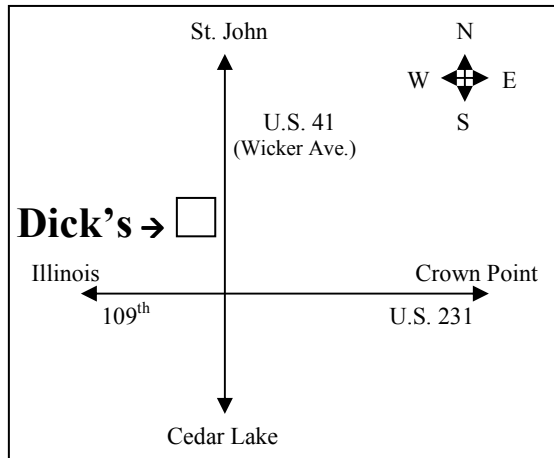 St. John
N
W E
U.S. 41
S
(Wicker Ave.)
Dick's →
Illinois
Crown Point
109th
U.S. 231
Cedar Lake